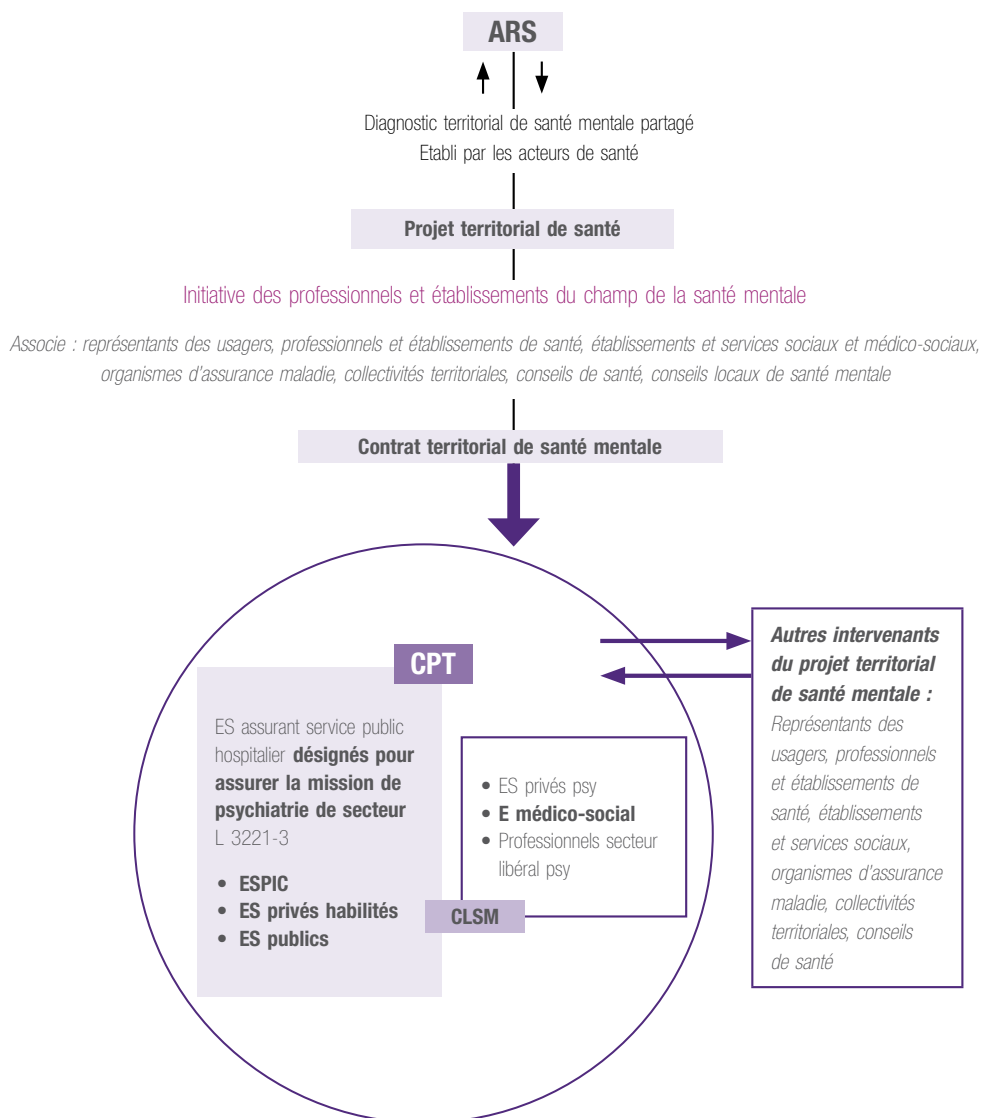 ARS
Diagnostic territorial de santé mentale partagé
Etabli par les acteurs de santé
Projet territorial de santé
Initiative des professionnels et établissements du champ de la santé mentale
Associe : représentants des usagers, professionnels et établissements de santé, établissements et services sociaux et médico-sociaux,
organismes d'assurance maladie, collectivités territoriales, conseils de santé, conseils locaux de santé mentale
Contrat territorial de santé mentale
CPT
ES assurant service public
hospitalier désignés pour
assurer la mission de
psychiatrie de secteur
L 3221-3
• ESPIC
• ES privés habilités
• ES publics
• ES privés psy
• E médico-social
• Professionnels secteur
libéral psy
CLSM
Autres intervenants
du projet territorial
de santé mentale :
Représentants des
usagers, professionnels
et établissements de
santé, établissements
et services sociaux,
organismes d'assurance
maladie, collectivités
territoriales, conseils
de santé